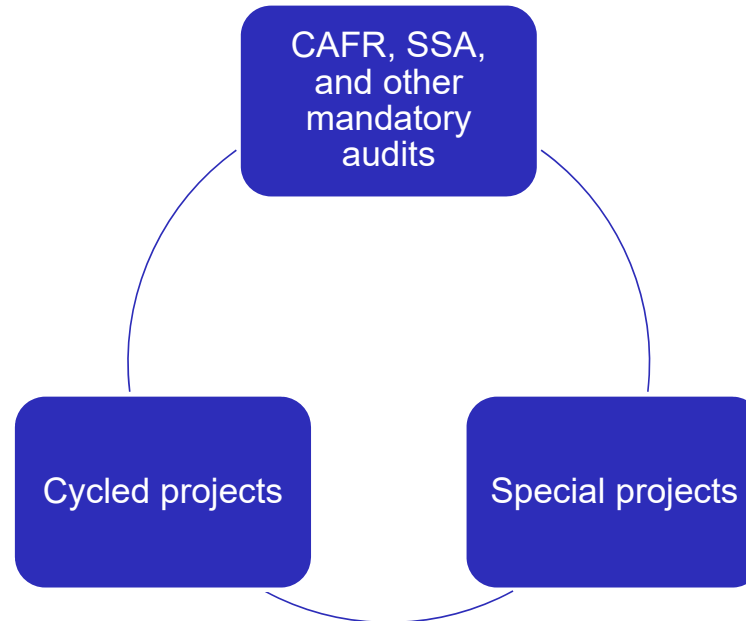 CAFR, SSA,
and other
mandatory
audits
Cycled projects
Special projects